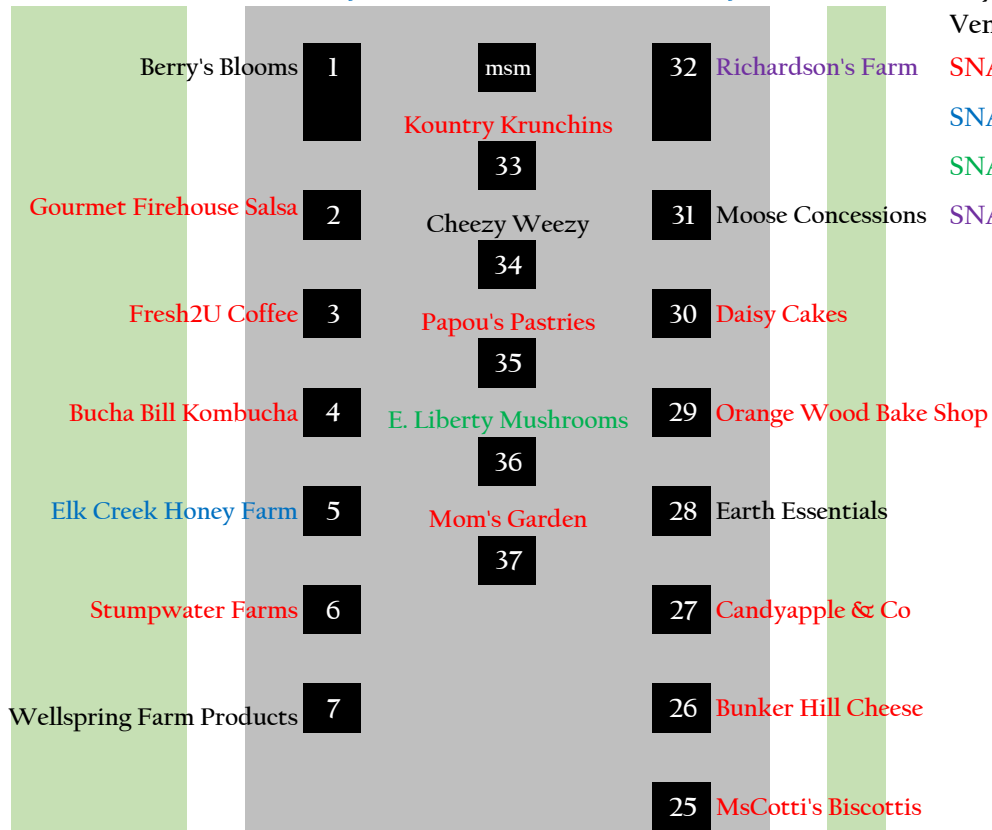 Berry's Blooms 1 msm 32 Richardson's Farm
Kountry Krunchins
33
Gourmet Firehouse Salsa 2 31 Moose Concessions
Cheezy Weezy
34
Fresh2U Coffee 3 30 Daisy Cakes
Papou's Pastries
35
Bucha Bill Kombucha 4 29 Orange Wood Bake Shop
E. Liberty Mushrooms
36
Elk Creek Honey Farm 5 28 Earth Essentials
Mom's Garden
37
Stumpwater Farms 6 27 Candyapple & Co
Wellspring Farm Products 7 26 Bunker Hill Cheese
25 MsCotti's Biscottis